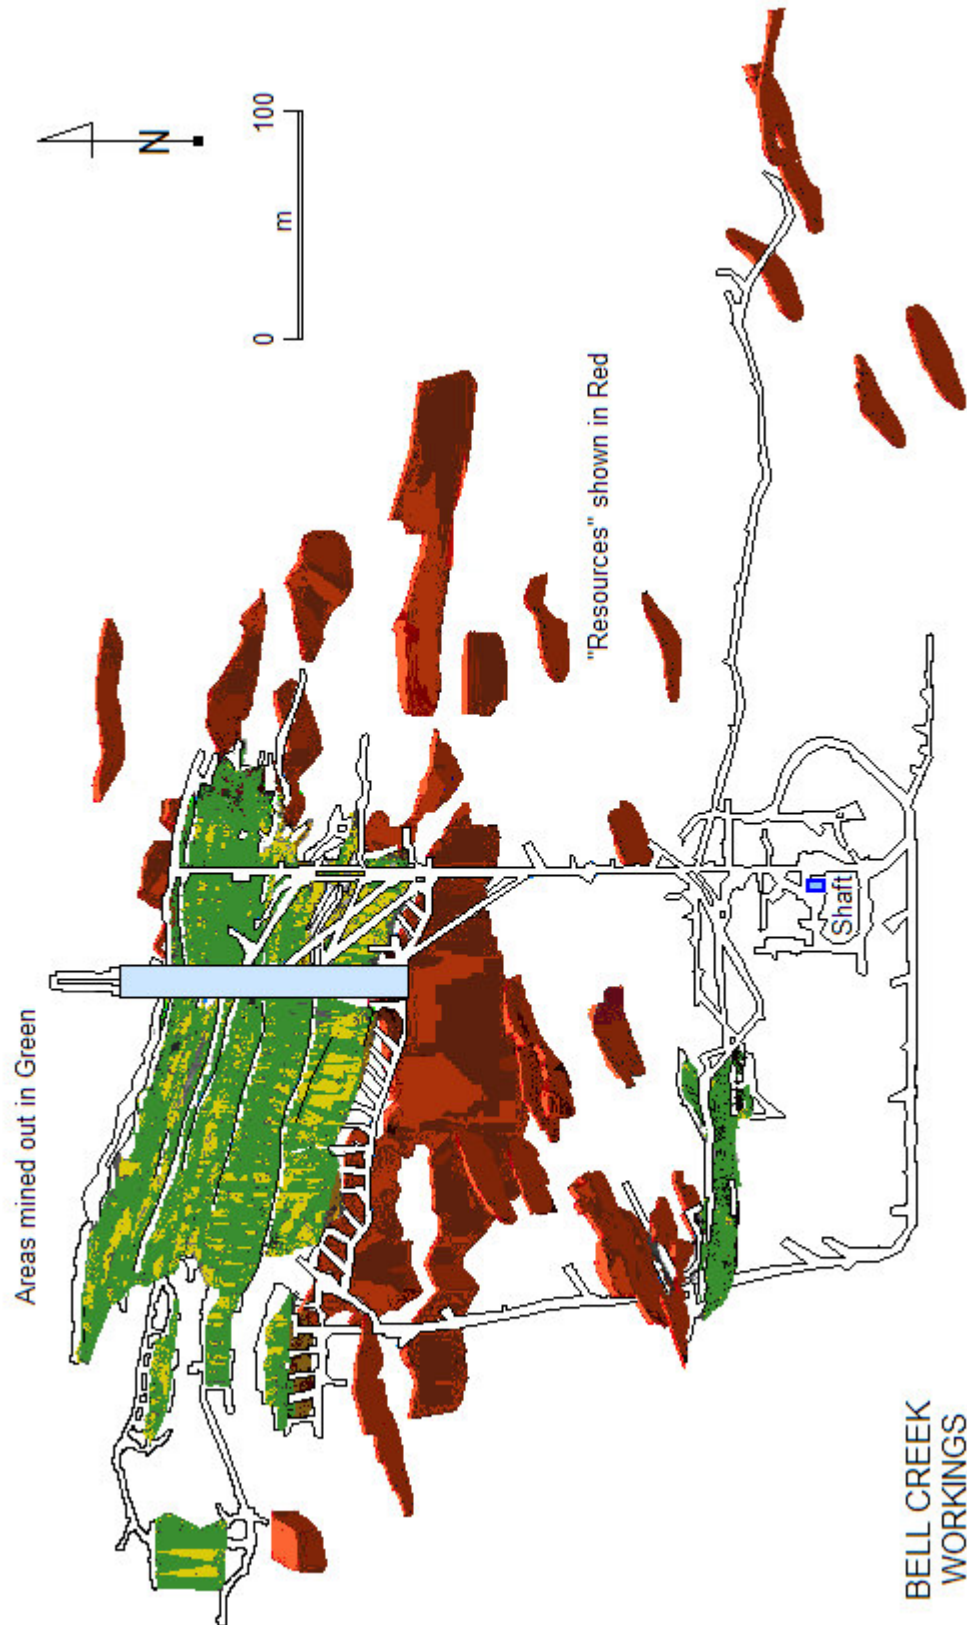 Areas mined out in Green
N
0 m 100
"Resources" shown in Red
Shaft
BELL CREEK
WORKINGS